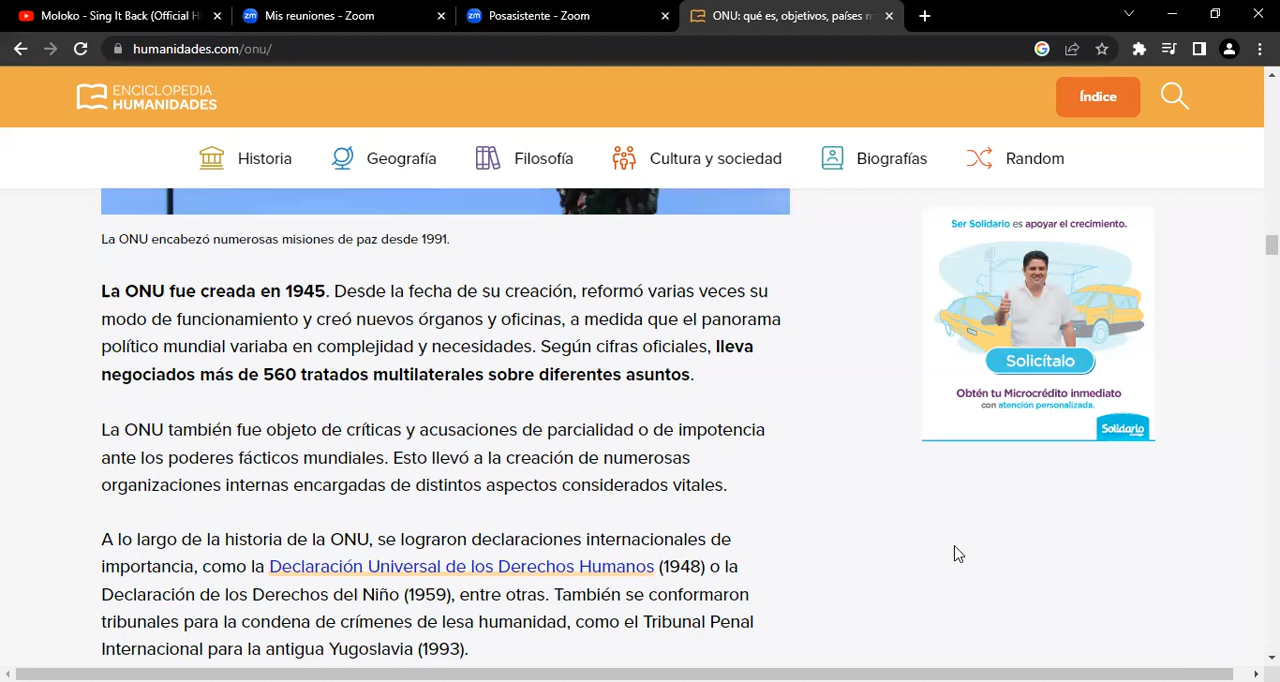 Moloko - Sing It Back (Official H
Mis reuniones - Zoom
Posasistente - Zoom
ONU: qué es, objetivos, países m
humanidades.com/onu/
ENCICLOPEDIA
HUMANIDADES
Índice
Historia
Geografía
Filosofía
Cultura y sociedad
Biografías
Random
La ONU encabezó numerosas misiones de paz desde 1991.
La ONU fue creada en 1945. Desde la fecha de su creación, reformó varias veces su
modo de funcionamiento y creó nuevos órganos y oficinas, a medida que el panorama
político mundial variaba en complejidad y necesidades. Según cifras oficiales, lleva
negociados más de 560 tratados multilaterales sobre diferentes asuntos.
La ONU también fue objeto de críticas y acusaciones de parcialidad o de impotencia
ante los poderes fácticos mundiales. Esto llevó a la creación de numerosas
organizaciones internas encargadas de distintos aspectos considerados vitales.
A lo largo de la historia de la ONU, se lograron declaraciones internacionales de
importancia, como la Declaración Universal de los Derechos Humanos (1948) o la
Declaración de los Derechos del Niño (1959), entre otras. También se conformaron
tribunales para la condena de crímenes de lesa humanidad, como el Tribunal Penal
Internacional para la antigua Yugoslavia (1993).
Ser Solidario es apoyar el crecimiento.
Solicítalo
Obtén tu Microcrédito inmediato
con atención personalizada.
Solidario